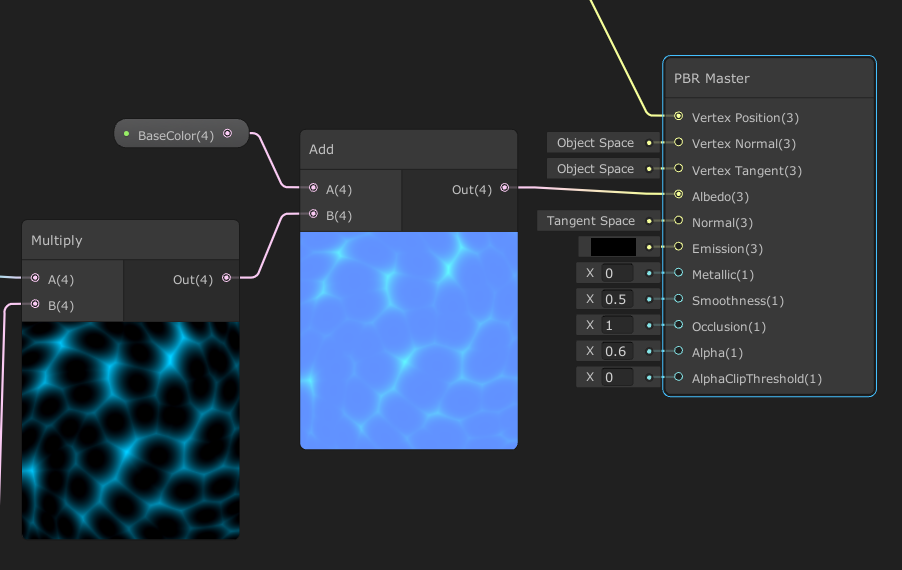 PBR Master
Vertex Position(3)
BaseColor(4)
Object Space
Vertex Normal(3)
Add
Object Space
Vertex Tangent(3)
A(4)
Out(4)
Albedo(3)
B(4)
Tangent Space
Normal(3)
Multiply
Emission(3)
A(4)
Out(4)
X 0
Metallic(1)
B(4)
X 0.5
Smoothness(1)
X 1
Occlusion(1)
X 0.6
Alpha(1)
X 0
AlphaClipThreshold(1)